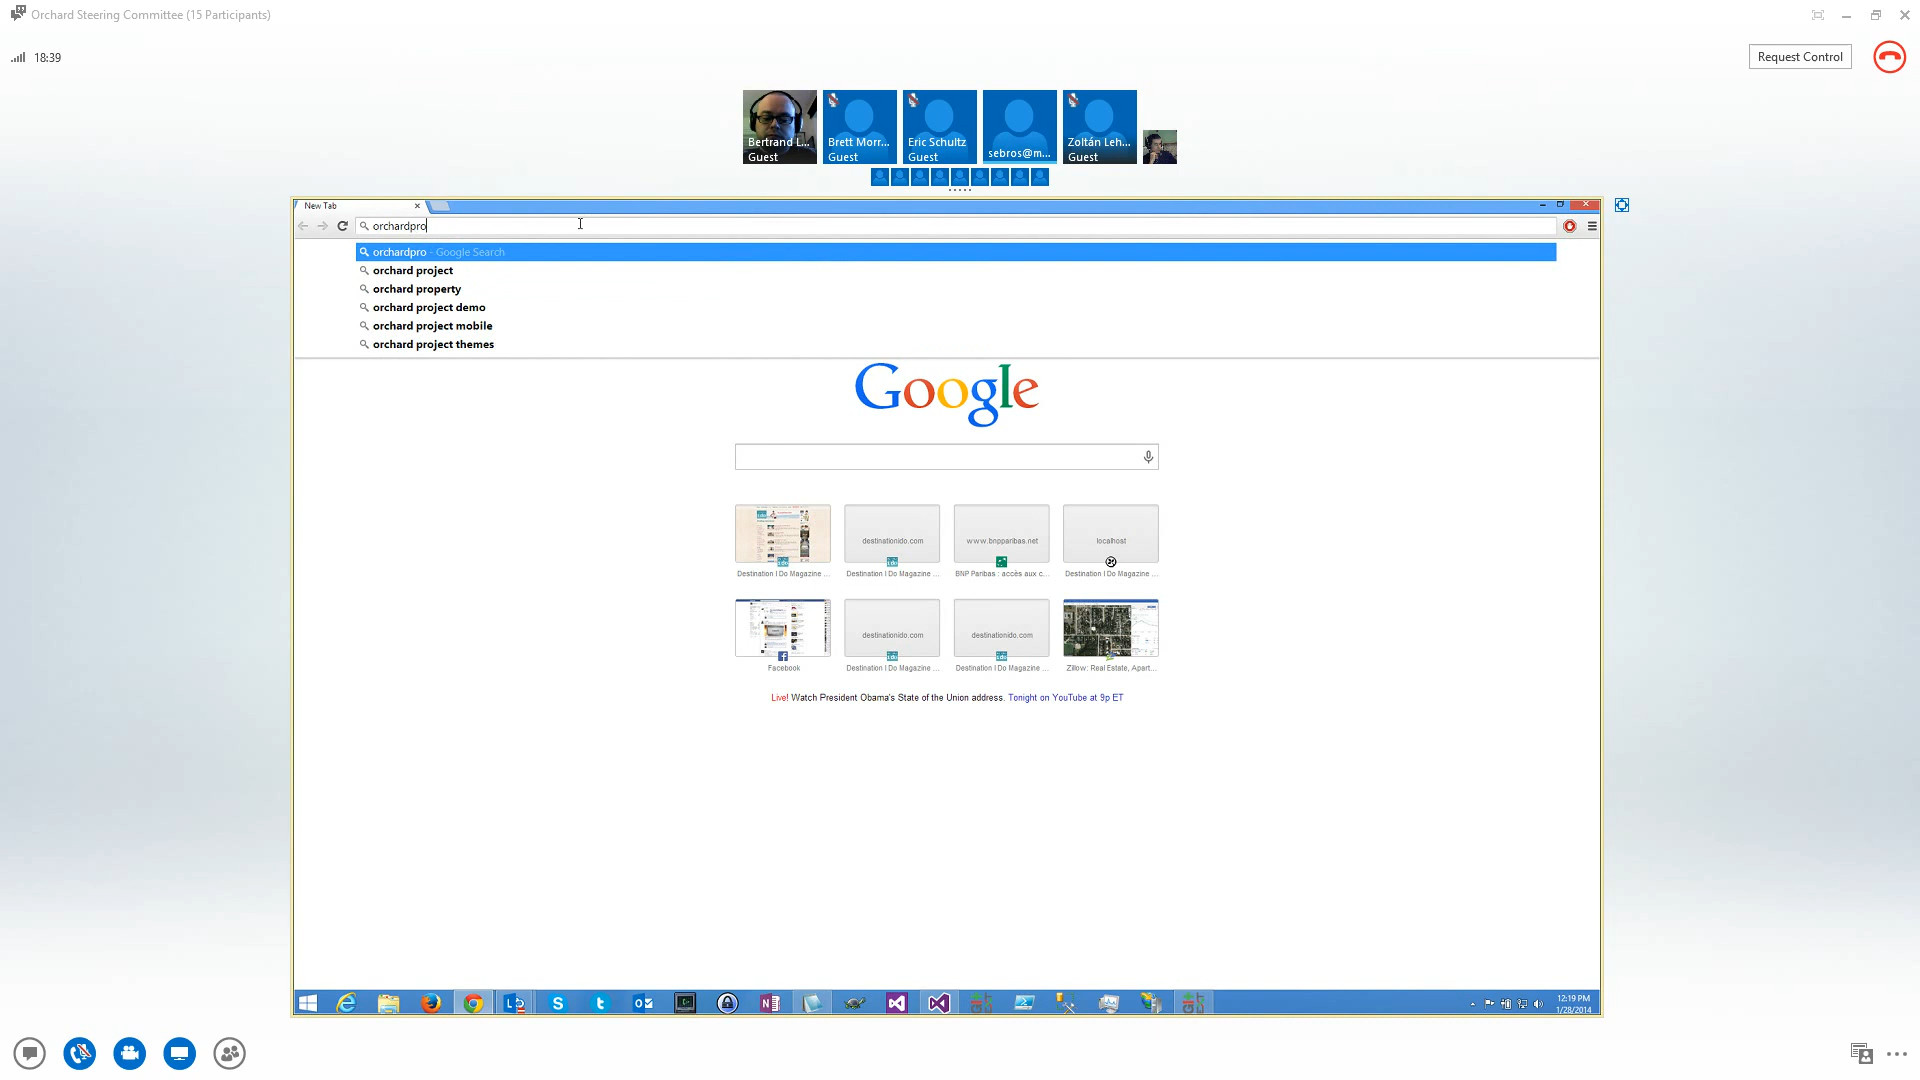 Orchard Steering Committee (15 Participants)
18:39
Request Control
Bertrand L...
Guest
Brett Morr...
Guest
Eric Schultz
Guest
sebros@m...
Zoltán Leh...
Guest
New Tab
orchardpro
orchardpro - Google Search
orchard project
orchard property
orchard project demo
orchard project mobile
orchard project themes
Google
destinationido.com
www.bnpparibas.net
localhost
Destination I Do Magazine ...
Destination I Do Magazine ...
BNP Paribas : accès aux c...
Destination I Do Magazine ...
destinationido.com
destinationido.com
Facebook
Destination I Do Magazine ...
Destination I Do Magazine ...
Zillow: Real Estate, Apart...
Live! Watch President Obama's State of the Union address. Tonight on YouTube at 9p ET
12:19 PM
1/28/2014